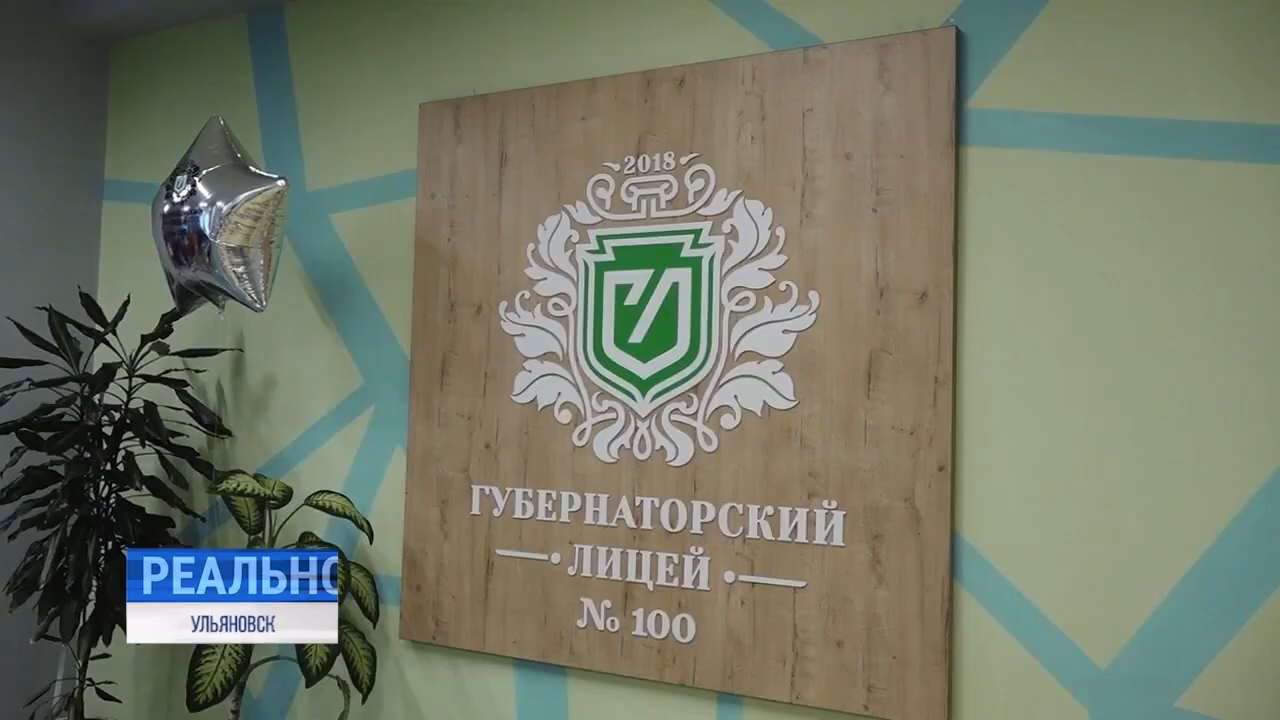 2018
ГУБЕРНАТОРСКИЙ
ЛИЦЕЙ
№ 100
РЕАЛЬНО
УЛЬЯНОВСК